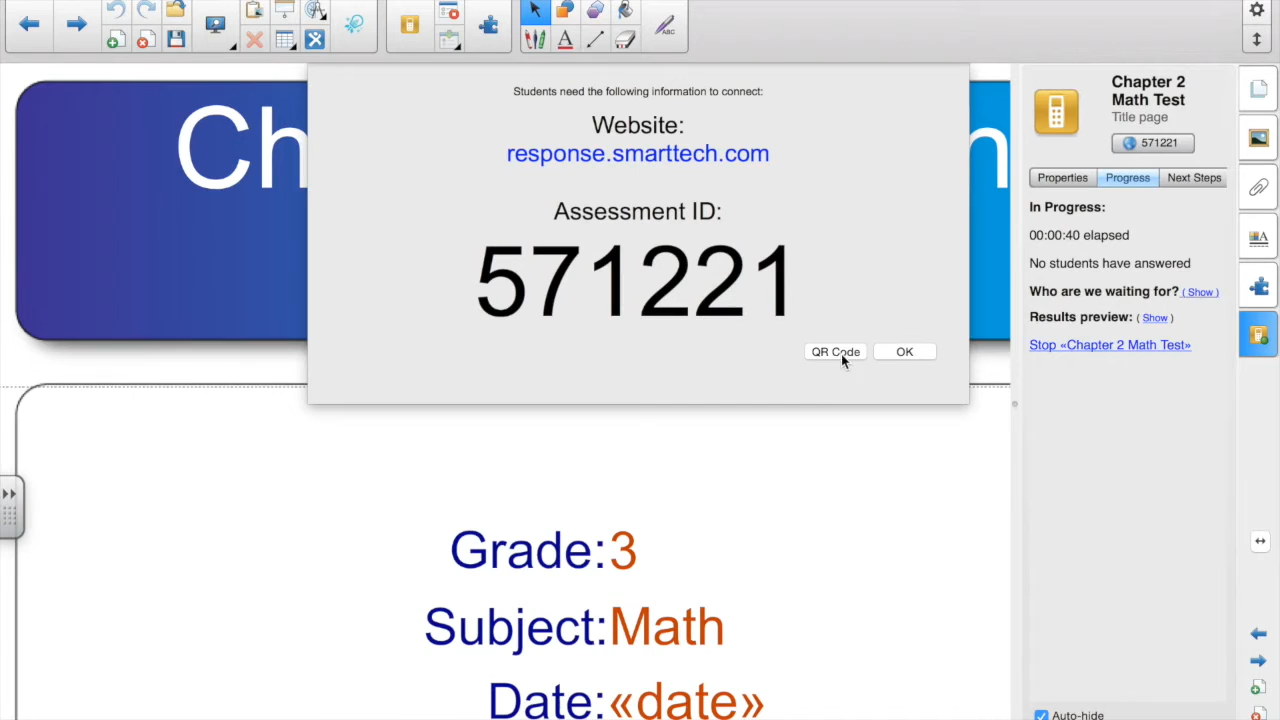 ABC
Students need the following information to connect:
Website:
response.smarttech.com
Assessment ID:
571221
QR Code
OK
Ch
Grade:3
Subject:Math
Date:«date»
Chapter 2
Math Test
Title page
571221
Properties
Progress
Next Steps
In Progress:
00:00:40 elapsed
No students have answered
Who are we waiting for? ( Show )
Results preview: ( Show )
Stop «Chapter 2 Math Test»
Auto-hide